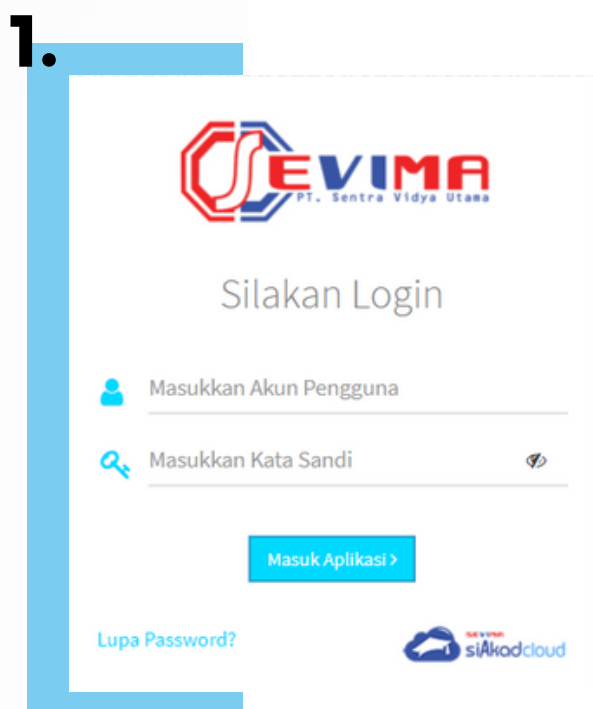 1.
SEVIMA
PT. Sentra Vidya Utama
Silakan Login
Masukkan Akun Pengguna
Masukkan Kata Sandi
Masuk Aplikasi >
Lupa Password?
SEVIMA
siAkadcloud